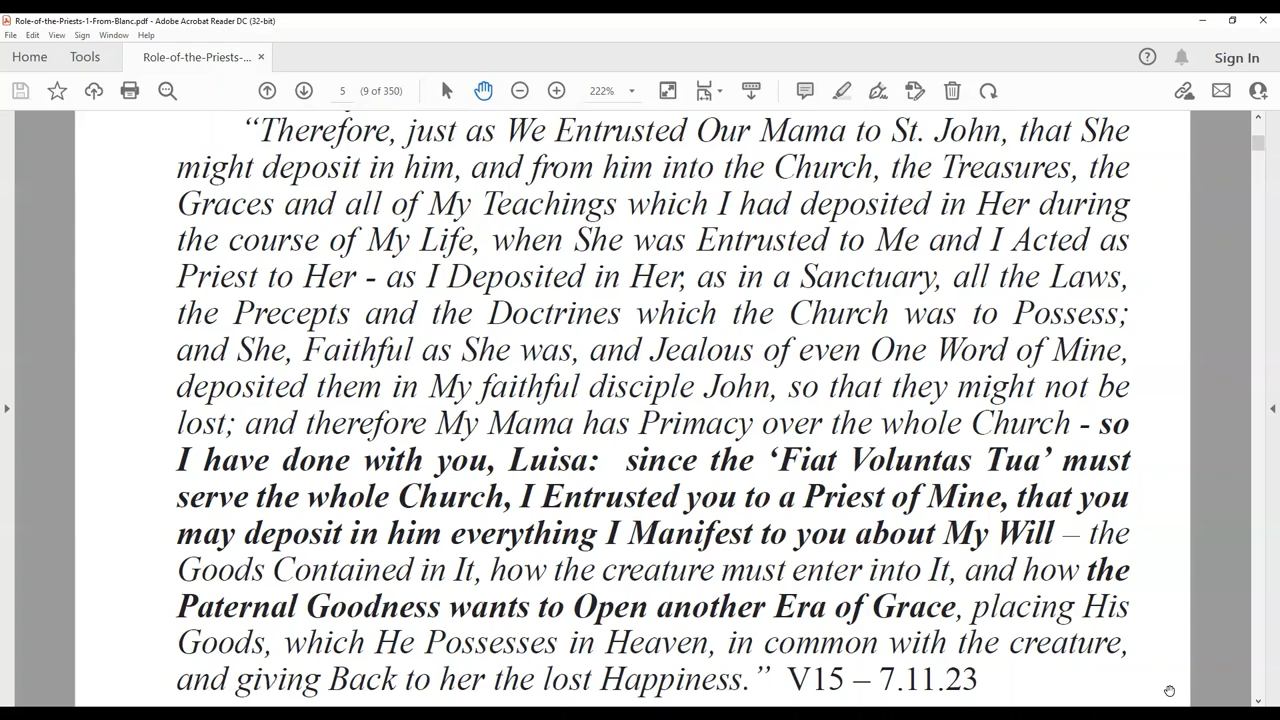 Role-of-the-Priests-1-From-Blanc.pdf - Adobe Acrobat Reader DC (32-bit)
File Edit View Sign Window Help
Home Tools Role-of-the-Priests-... × Sign In
5 (9 of 350) 222%
“Therefore, just as We Entrusted Our Mama to St. John, that She
might deposit in him, and from him into the Church, the Treasures, the
Graces and all of My Teachings which I had deposited in Her during
the course of My Life, when She was Entrusted to Me and I Acted as
Priest to Her - as I Deposited in Her, as in a Sanctuary, all the Laws,
the Precepts and the Doctrines which the Church was to Possess;
and She, Faithful as She was, and Jealous of even One Word of Mine,
deposited them in My faithful disciple John, so that they might not be
lost; and therefore My Mama has Primacy over the whole Church - so
I have done with you, Luisa: since the ‘Fiat Voluntas Tua’ must
serve the whole Church, I Entrusted you to a Priest of Mine, that you
may deposit in him everything I Manifest to you about My Will – the
Goods Contained in It, how the creature must enter into It, and how the
Paternal Goodness wants to Open another Era of Grace, placing His
Goods, which He Possesses in Heaven, in common with the creature,
and giving Back to her the lost Happiness.” V15 – 7.11.23